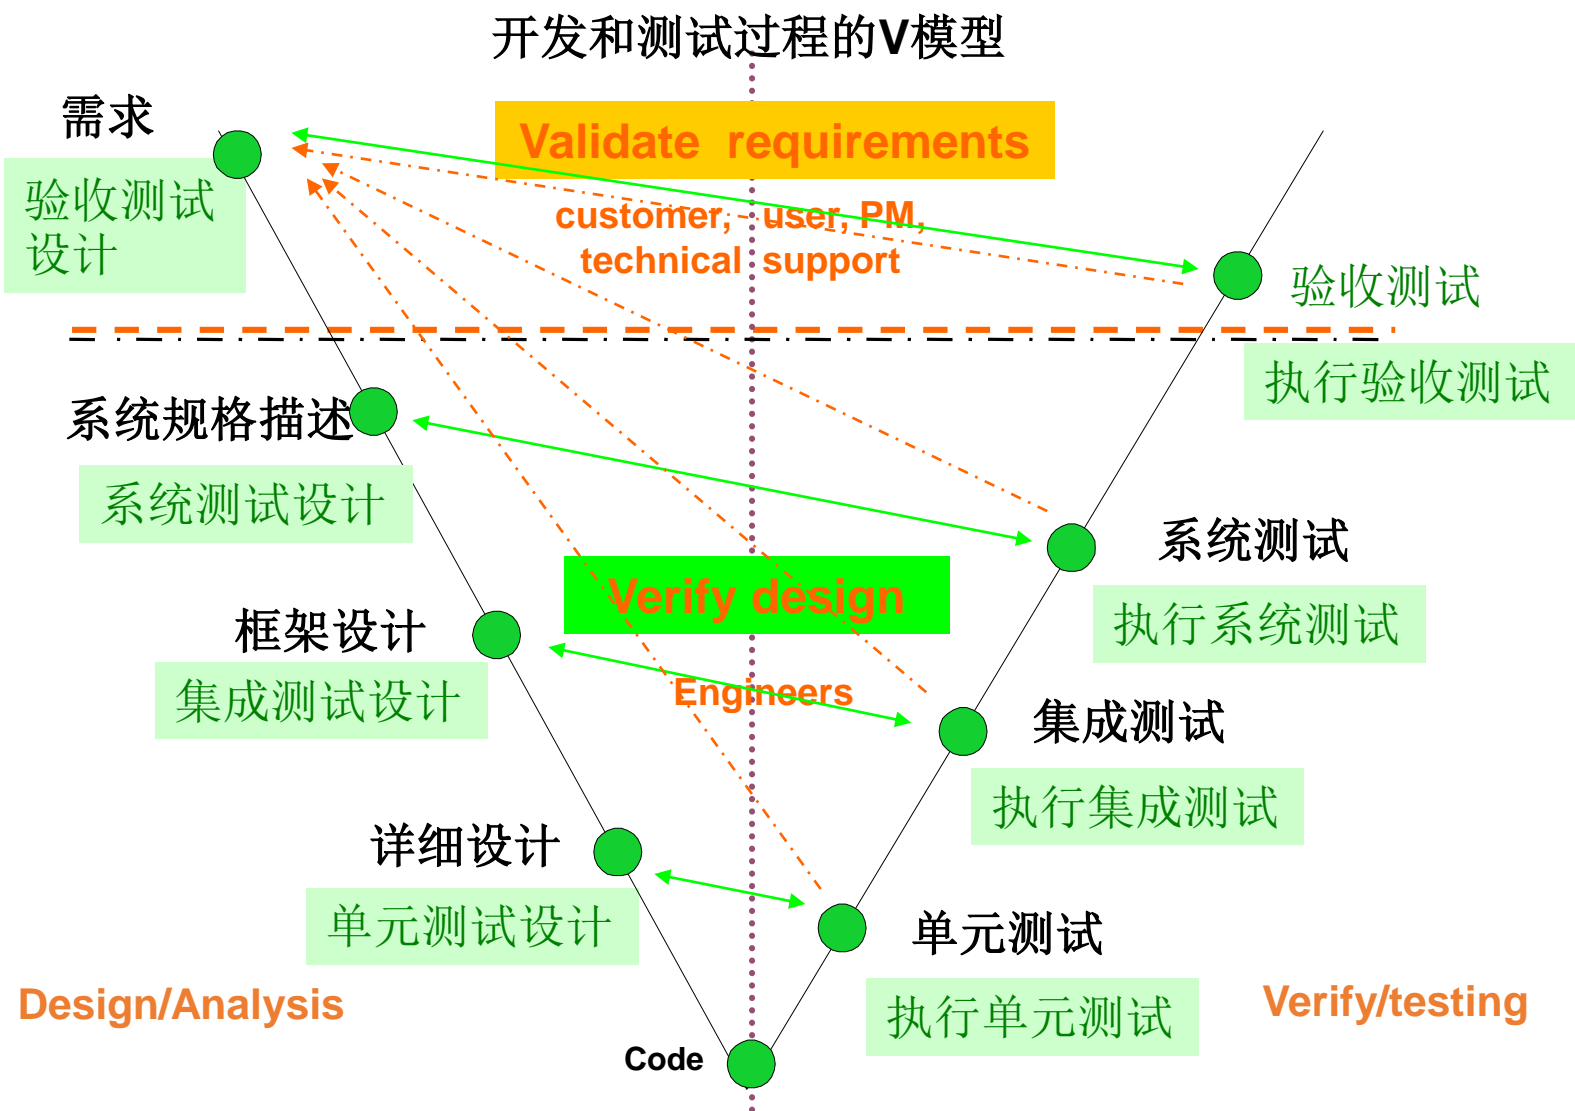 开发和测试过程的V模型
需求
Validate requirements
验收测试
设计
customer, user, PM,
technical support
验收测试
执行验收测试
系统规格描述
系统测试设计
系统测试
Verify design
执行系统测试
框架设计
集成测试设计
Engineers
集成测试
执行集成测试
详细设计
单元测试设计
单元测试
Design/Analysis
执行单元测试
Verify/testing
Code